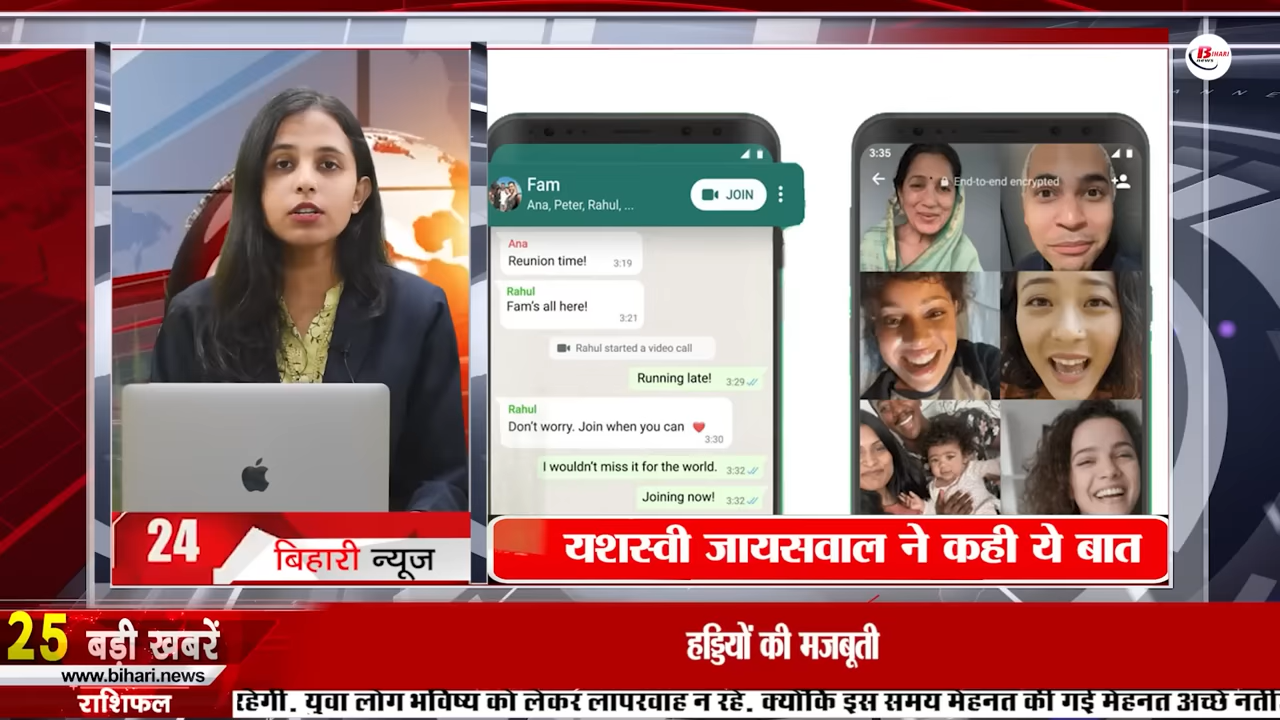 BIHARI
news
Fam
Ana, Peter, Rahul, ...
JOIN
Ana
Reunion time! 3:19
Rahul
Fam's all here!
3:21
Rahul started a video call
Running late! 3:29
Rahul
Don't worry. Join when you can ❤
3:30
I wouldn't miss it for the world. 3:32
Joining now! 3:32
3:35
End-to-end encrypted
24
बिहारी न्यूज
यशस्वी जायसवाल ने कही ये बात
25 बड़ी खबरें
www.bihari.news
हड्डियों की मजबूती
राशिफल
रहेगी. युवा लोग भविष्य को लेकर लापरवाह न रहे. क्योंकि इस समय मेहनत की गई मेहनत अच्छे नती